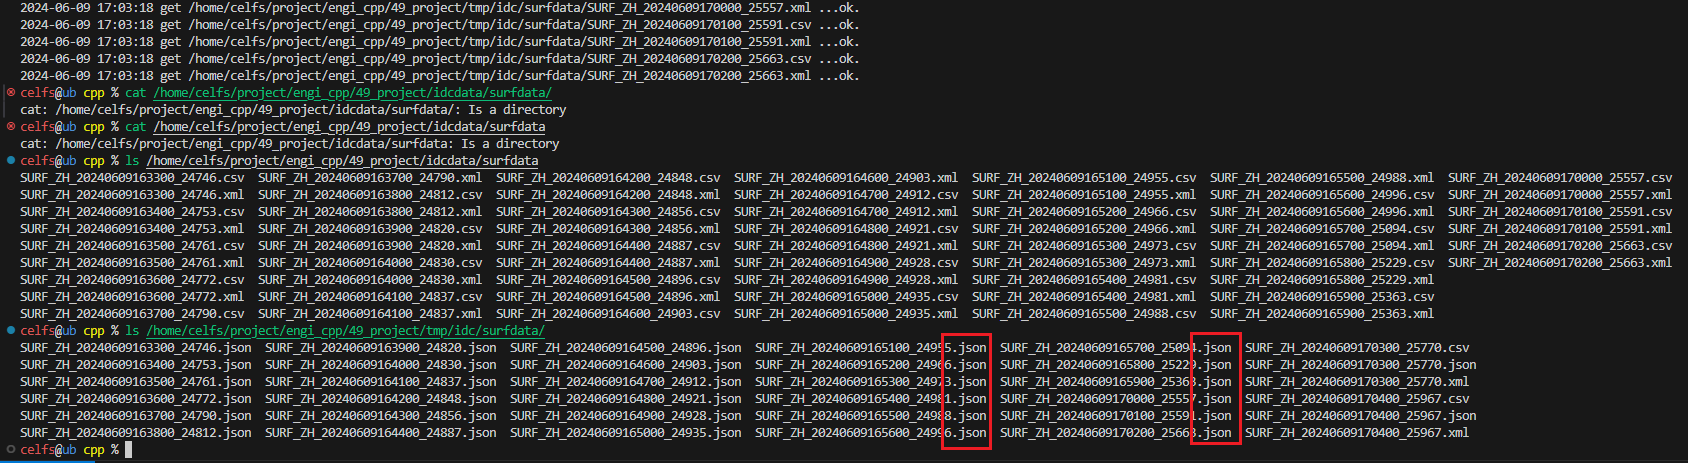 2024-06-09 17:03:18 get /home/celfs/project/engi_cpp/49_project/tmp/idc/surfdata/SURF_ZH_20240609170000_25557.xml ...ok.
2024-06-09 17:03:18 get /home/celfs/project/engi_cpp/49_project/tmp/idc/surfdata/SURF_ZH_20240609170100_25591.csv ...ok.
2024-06-09 17:03:18 get /home/celfs/project/engi_cpp/49_project/tmp/idc/surfdata/SURF_ZH_20240609170100_25591.xml ...ok.
2024-06-09 17:03:18 get /home/celfs/project/engi_cpp/49_project/tmp/idc/surfdata/SURF_ZH_20240609170200_25663.csv ...ok.
2024-06-09 17:03:18 get /home/celfs/project/engi_cpp/49_project/tmp/idc/surfdata/SURF_ZH_20240609170200_25663.xml ...ok.
celfs@ub cpp % cat /home/celfs/project/engi_cpp/49_project/idcdata/surfdata/
cat: /home/celfs/project/engi_cpp/49_project/idcdata/surfdata/: Is a directory
celfs@ub cpp % cat /home/celfs/project/engi_cpp/49_project/idcdata/surfdata
cat: /home/celfs/project/engi_cpp/49_project/idcdata/surfdata: Is a directory
celfs@ub cpp % ls /home/celfs/project/engi_cpp/49_project/idcdata/surfdata
SURF_ZH_20240609163300_24746.csv SURF_ZH_20240609163700_24790.xml SURF_ZH_20240609164200_24848.csv SURF_ZH_20240609164600_24903.xml SURF_ZH_20240609165100_24955.csv SURF_ZH_20240609165500_24988.xml SURF_ZH_20240609170000_25557.csv
SURF_ZH_20240609163300_24746.xml SURF_ZH_20240609163800_24812.csv SURF_ZH_20240609164200_24848.xml SURF_ZH_20240609164700_24912.csv SURF_ZH_20240609165100_24955.xml SURF_ZH_20240609165600_24996.csv SURF_ZH_20240609170000_25557.xml
SURF_ZH_20240609163400_24753.csv SURF_ZH_20240609163800_24812.xml SURF_ZH_20240609164300_24856.csv SURF_ZH_20240609164700_24912.xml SURF_ZH_20240609165200_24966.csv SURF_ZH_20240609165600_24996.xml SURF_ZH_20240609170100_25591.csv
SURF_ZH_20240609163400_24753.xml SURF_ZH_20240609163900_24820.csv SURF_ZH_20240609164300_24856.xml SURF_ZH_20240609164800_24921.csv SURF_ZH_20240609165200_24966.xml SURF_ZH_20240609165700_25094.csv SURF_ZH_20240609170100_25591.xml
SURF_ZH_20240609163500_24761.csv SURF_ZH_20240609163900_24820.xml SURF_ZH_20240609164400_24887.csv SURF_ZH_20240609164800_24921.xml SURF_ZH_20240609165300_24973.csv SURF_ZH_20240609165700_25094.xml SURF_ZH_20240609170200_25663.csv
SURF_ZH_20240609163500_24761.xml SURF_ZH_20240609164000_24830.csv SURF_ZH_20240609164400_24887.xml SURF_ZH_20240609164900_24928.csv SURF_ZH_20240609165300_24973.xml SURF_ZH_20240609165800_25229.csv SURF_ZH_20240609170200_25663.xml
SURF_ZH_20240609163600_24772.csv SURF_ZH_20240609164000_24830.xml SURF_ZH_20240609164500_24896.csv SURF_ZH_20240609164900_24928.xml SURF_ZH_20240609165400_24981.csv SURF_ZH_20240609165800_25229.xml
SURF_ZH_20240609163600_24772.xml SURF_ZH_20240609164100_24837.csv SURF_ZH_20240609164500_24896.xml SURF_ZH_20240609165000_24935.csv SURF_ZH_20240609165400_24981.xml SURF_ZH_20240609165900_25363.csv
SURF_ZH_20240609163700_24790.csv SURF_ZH_20240609164100_24837.xml SURF_ZH_20240609164600_24903.csv SURF_ZH_20240609165000_24935.xml SURF_ZH_20240609165500_24988.csv SURF_ZH_20240609165900_25363.xml
celfs@ub cpp % ls /home/celfs/project/engi_cpp/49_project/tmp/idc/surfdata/
SURF_ZH_20240609163300_24746.json SURF_ZH_20240609163900_24820.json SURF_ZH_20240609164500_24896.json SURF_ZH_20240609165100_24955.json SURF_ZH_20240609165700_25094.json SURF_ZH_20240609170300_25770.csv
SURF_ZH_20240609163400_24753.json SURF_ZH_20240609164000_24830.json SURF_ZH_20240609164600_24903.json SURF_ZH_20240609165200_24966.json SURF_ZH_20240609165800_25229.json SURF_ZH_20240609170300_25770.json
SURF_ZH_20240609163500_24761.json SURF_ZH_20240609164100_24837.json SURF_ZH_20240609164700_24912.json SURF_ZH_20240609165300_24973.json SURF_ZH_20240609165900_25363.json SURF_ZH_20240609170300_25770.xml
SURF_ZH_20240609163600_24772.json SURF_ZH_20240609164200_24848.json SURF_ZH_20240609164800_24921.json SURF_ZH_20240609165400_24981.json SURF_ZH_20240609170000_25557.json SURF_ZH_20240609170400_25967.csv
SURF_ZH_20240609163700_24790.json SURF_ZH_20240609164300_24856.json SURF_ZH_20240609164900_24928.json SURF_ZH_20240609165500_24988.json SURF_ZH_20240609170100_25591.json SURF_ZH_20240609170400_25967.json
SURF_ZH_20240609163800_24812.json SURF_ZH_20240609164400_24887.json SURF_ZH_20240609165000_24935.json SURF_ZH_20240609165600_24996.json SURF_ZH_20240609170200_25663.json SURF_ZH_20240609170400_25967.xml
celfs@ub cpp %